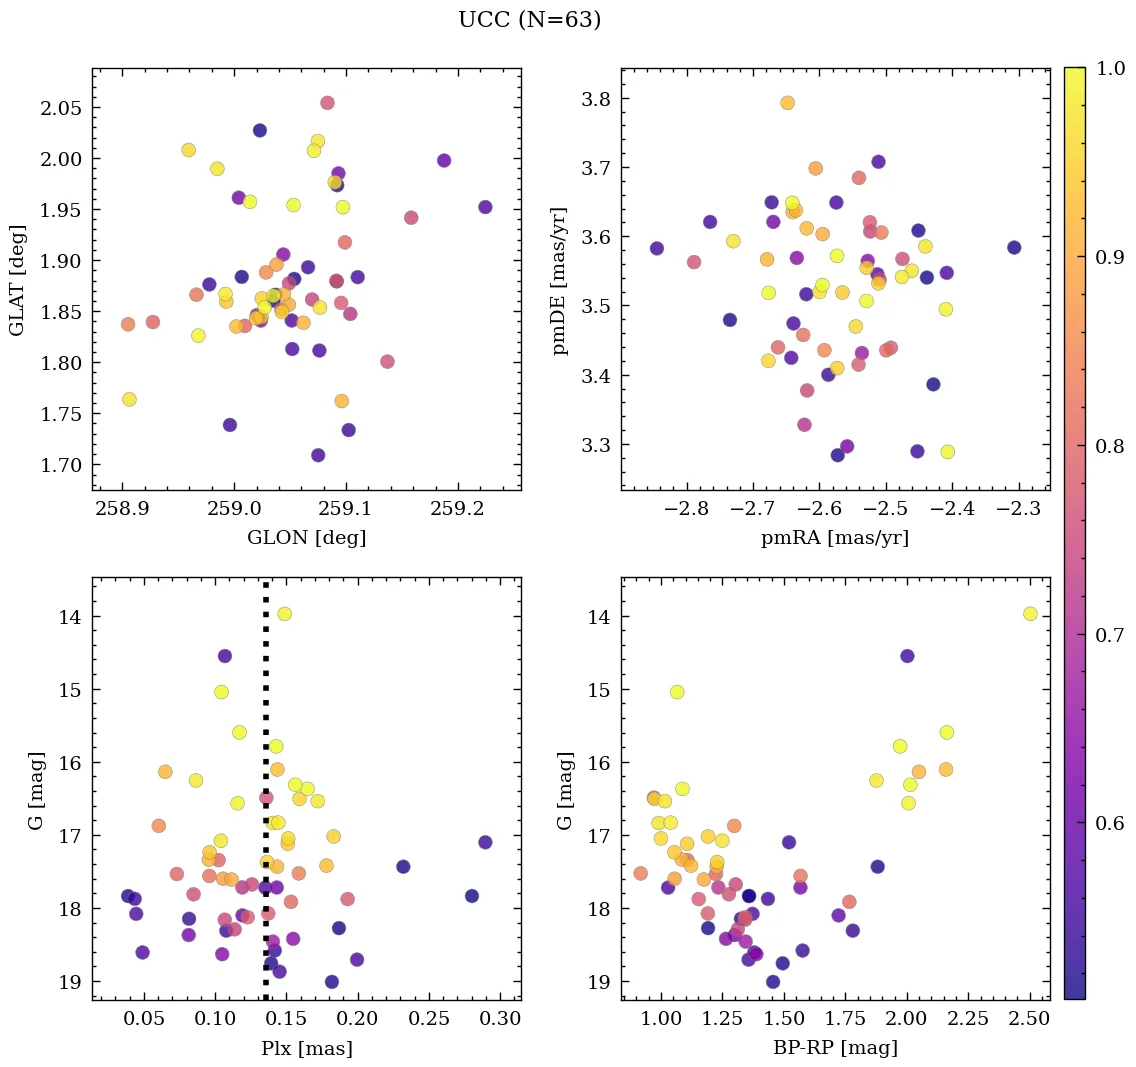 UCC (N=63)
2.05
2.00
1.95
1.90
1.85
1.80
1.75
1.70
GLAT [deg]
258.9 259.0 259.1 259.2
GLON [deg]
3.8
3.7
3.6
3.5
3.4
3.3
pmDE [mas/yr]
−2.8 −2.7 −2.6 −2.5 −2.4 −2.3
pmRA [mas/yr]
1.0
0.9
0.8
0.7
0.6
14
15
16
17
18
19
G [mag]
0.05 0.10 0.15 0.20 0.25 0.30
Plx [mas]
14
15
16
17
18
19
G [mag]
1.00 1.25 1.50 1.75 2.00 2.25 2.50
BP-RP [mag]